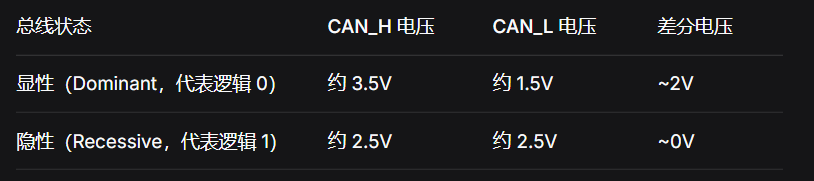 总线状态 CAN_H 电压 CAN_L 电压 差分电压
显性（Dominant，代表逻辑 0） 约 3.5V 约 1.5V ~2V
隐性（Recessive，代表逻辑 1） 约 2.5V 约 2.5V ~0V